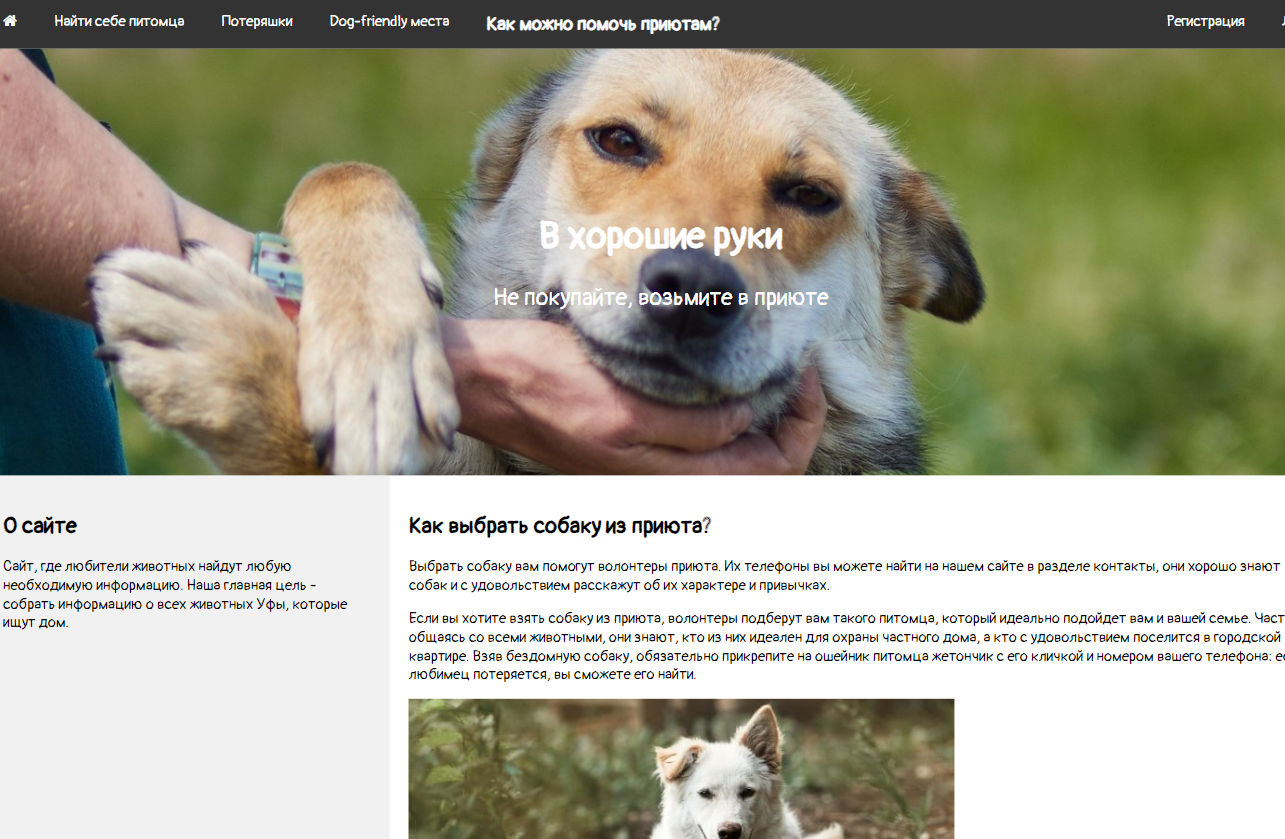 Найти себе питомца Потеряшки Dog-friendly места Как можно помочь приютам? Регистрация
В хорошие руки
Не покупайте, возьмите в приюте
О сайте
Сайт, где любители животных найдут любую
необходимую информацию. Наша главная цель -
собрать информацию о всех животных Уфы, которые
ищут дом.
Как выбрать собаку из приюта?
Выбрать собаку вам помогут волонтеры приюта. Их телефоны вы можете найти на нашем сайте в разделе контакты, они хорошо знают
собак и с удовольствием расскажут об их характере и привычках.
Если вы хотите взять собаку из приюта, волонтеры подберут вам такого питомца, который идеально подойдет вам и вашей семье. Част
общаясь со всеми животными, они знают, кто из них идеален для охраны частного дома, а кто с удовольствием поселится в городской
квартире. Взяв бездомную собаку, обязательно прикрепите на ошейник питомца жетончик с его кличкой и номером вашего телефона:
любимец потеряется, вы сможете его найти.